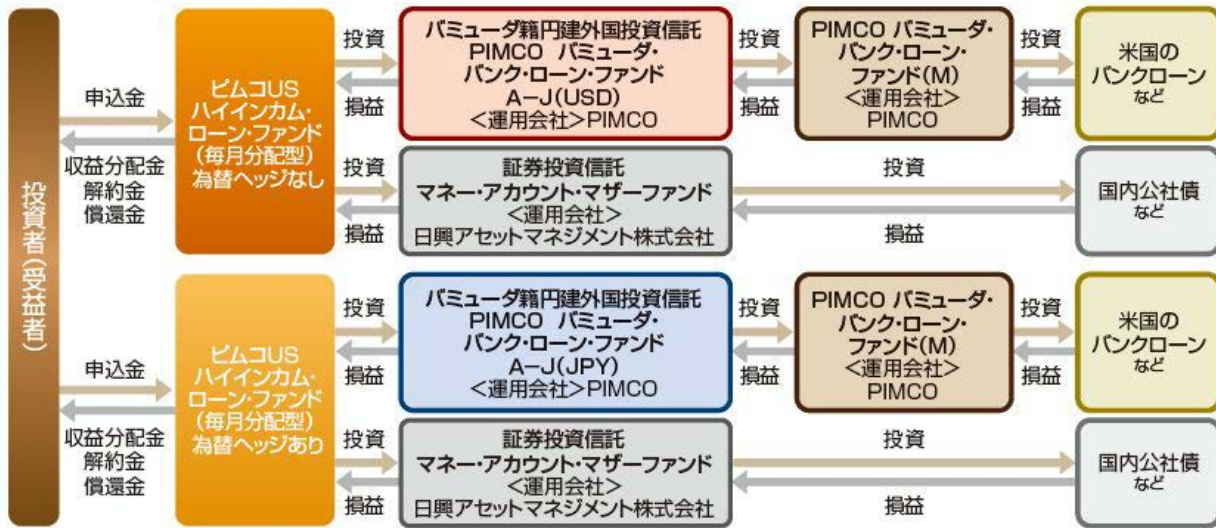 投資者(受益者)
申込金
収益分配金
解約金
償還金
ピムコUS
ハイインカム・
ローン・ファンド
(毎月分配型)
為替ヘッジなし
投資
損益
バミューダ籍円建外国投資信託
PIMCO バミューダ・
バンク・ローン・ファンド
A−J(USD)
<運用会社>PIMCO
投資
損益
PIMCO バミューダ・
バンク・ローン・
ファンド(M)
<運用会社>
PIMCO
投資
損益
米国の
バンクローン
など
投資
損益
証券投資信託
マネー・アカウント・マザーファンド
<運用会社>
日興アセットマネジメント株式会社
投資
損益
国内公社債
など
申込金
収益分配金
解約金
償還金
ピムコUS
ハイインカム・
ローン・ファンド
(毎月分配型)
為替ヘッジあり
投資
損益
バミューダ籍円建外国投資信託
PIMCO バミューダ・
バンク・ローン・ファンド
A−J(JPY)
<運用会社>PIMCO
投資
損益
PIMCO バミューダ・
バンク・ローン・
ファンド(M)
<運用会社>
PIMCO
投資
損益
米国の
バンクローン
など
投資
損益
証券投資信託
マネー・アカウント・マザーファンド
<運用会社>
日興アセットマネジメント株式会社
投資
損益
国内公社債
など